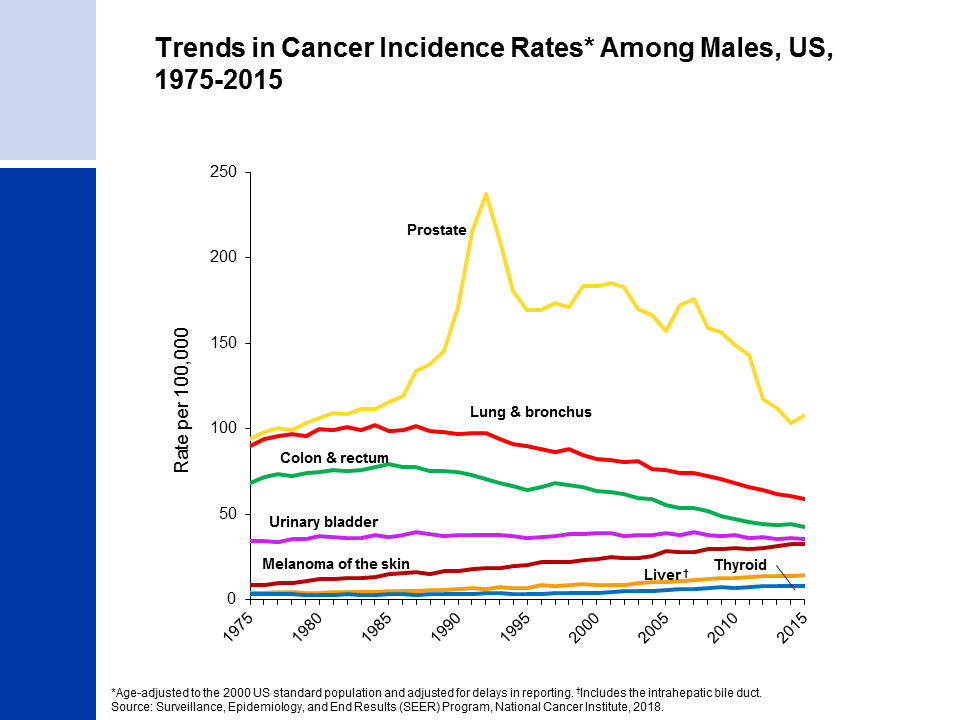 Trends in Cancer Incidence Rates* Among Males, US,
1975-2015
250
200
150
100
50
0
Rate per 100,000
Prostate
Lung & bronchus
Colon & rectum
Urinary bladder
Melanoma of the skin
Liver†
Thyroid
1975
1980
1985
1990
1995
2000
2005
2010
2015
*Age-adjusted to the 2000 US standard population and adjusted for delays in reporting. †Includes the intrahepatic bile duct.
Source: Surveillance, Epidemiology, and End Results (SEER) Program, National Cancer Institute, 2018.